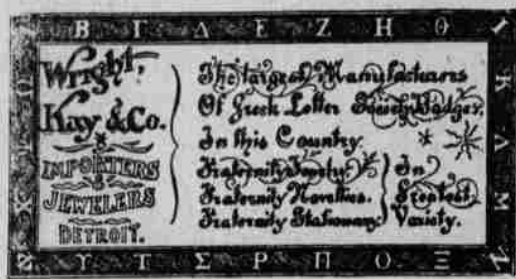 Β Γ Δ Ε Ζ Η Θ Ι
Κ Λ Μ Ν
Ξ Ο Π Ρ Σ Τ Υ
Wright,
Kay & Co.
IMPORTERS
&
JEWELERS
DETROIT.
The Largest Manufacturers
Of Greek Letter Society Badges,
In this Country.
Fraternity Jewelry.
Fraternity Novelties.
Fraternity Stationary.
In
Greatest
Variety.